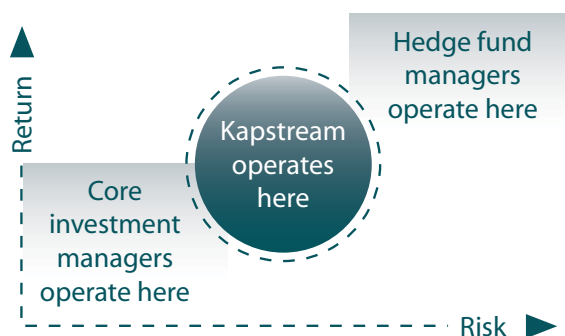 Hedge fund
managers
operate here
Return
Kapstream
operates
here
Core
investment
managers
operate here
Risk